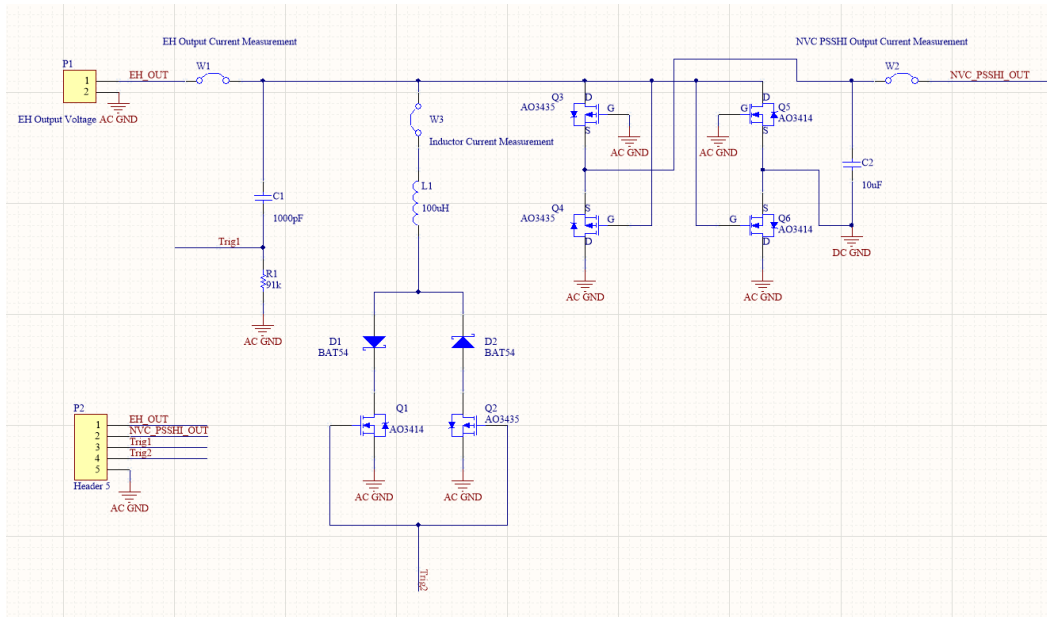 EH Output Current Measurement
NVC PSSHI Output Current Measurement
P1
1
2
EH_OUT
W1
EH Output Voltage
AC GND
W3
Inductor Current Measurement
L1
100uH
C1
1000pF
Trig1
R1
91k
AC GND
Q3
AO3435
D
G
S
AC GND
Q4
AO3435
S
G
D
AC GND
D
G
Q5
AO3414
S
AC GND
S
G
Q6
AO3414
D
AC GND
W2
NVC_PSSHI_OUT
C2
10uF
DC GND
D1
BAT54
D2
BAT54
Q1
AO3414
Q2
AO3435
AC GND
AC GND
Trig2
P2
1
2
3
4
5
EH_OUT
NVC_PSSHI_OUT
Trig1
Trig2
Header 5
AC GND